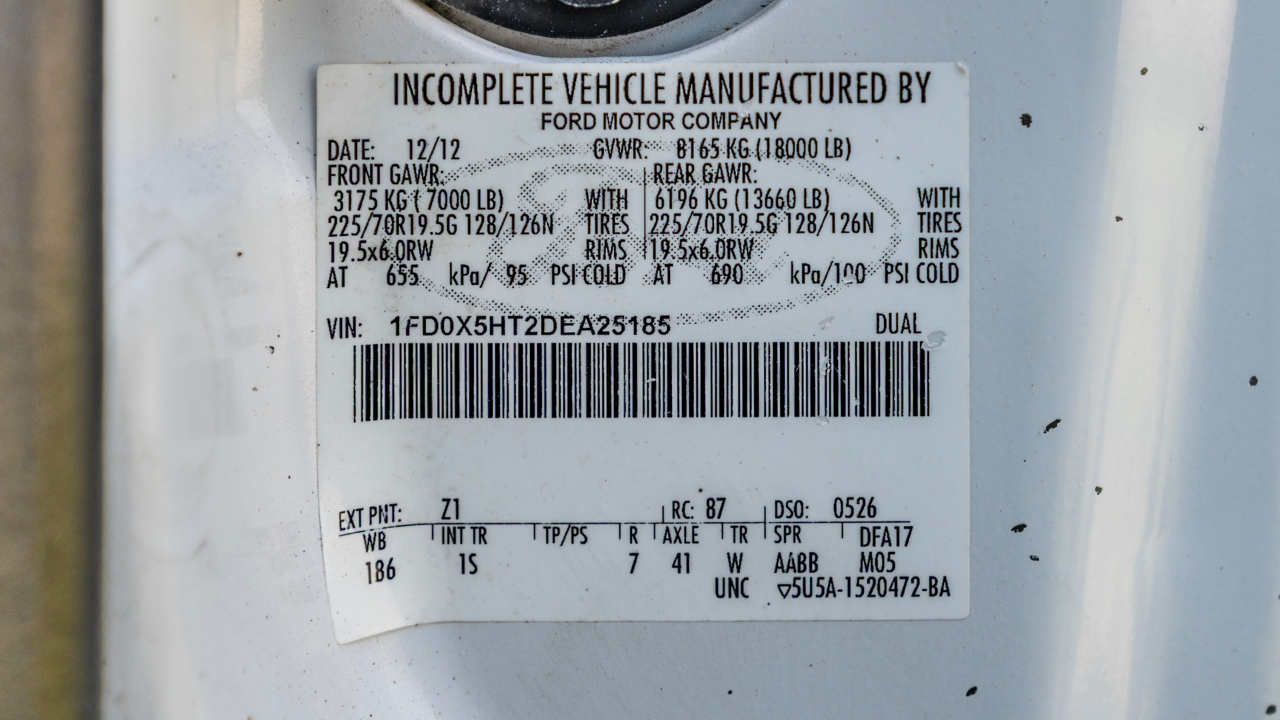 INCOMPLETE VEHICLE MANUFACTURED BY
FORD MOTOR COMPANY
DATE: 12/12 GVWR: 8165 KG (18000 LB)
FRONT GAWR: REAR GAWR:
3175 KG ( 7000 LB) WITH 6196 KG (13660 LB) WITH
225/70R19.5G 128/126N TIRES 225/70R19.5G 128/126N TIRES
19.5x6.0RW RIMS 19.5x6.0RW RIMS
AT 655 kPa/ 95 PSI COLD AT 690 kPa/100 PSI COLD
VIN: 1FD0X5HT2DEA25185 DUAL
EXT PNT: Z1 RC: 87 DSO: 0526
WB INT TR TP/PS R AXLE TR SPR DFA17
186 1S 7 41 W AABB M05
UNC ▽5U5A-1520472-BA